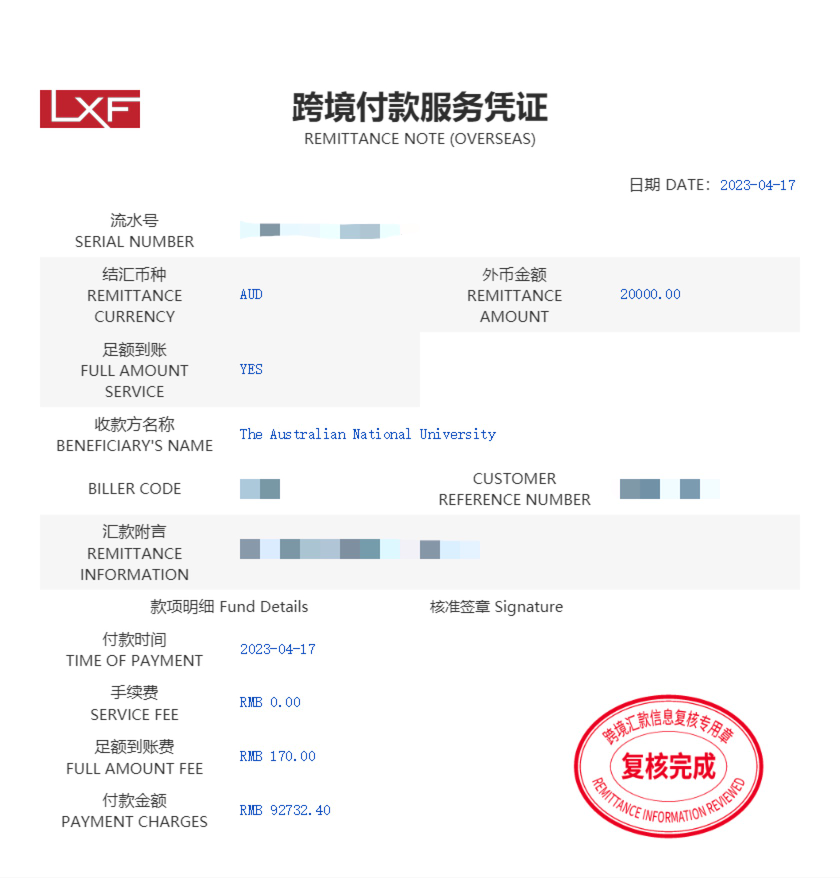 LXF
跨境付款服务凭证
REMITTANCE NOTE (OVERSEAS)
日期 DATE: 2023-04-17
流水号
SERIAL NUMBER
结汇币种
REMITTANCE
CURRENCY
AUD
外币金额
REMITTANCE
AMOUNT
20000.00
足额到账
FULL AMOUNT
SERVICE
YES
收款方名称
BENEFICIARY'S NAME
The Australian National University
BILLER CODE
CUSTOMER
REFERENCE NUMBER
汇款附言
REMITTANCE
INFORMATION
款项明细 Fund Details
核准签章 Signature
付款时间
TIME OF PAYMENT
2023-04-17
手续费
SERVICE FEE
RMB 0.00
足额到账费
FULL AMOUNT FEE
RMB 170.00
付款金额
PAYMENT CHARGES
RMB 92732.40
跨境汇款信息复核专用章
复核完成
REMITTANCE INFORMATION REVIEWED